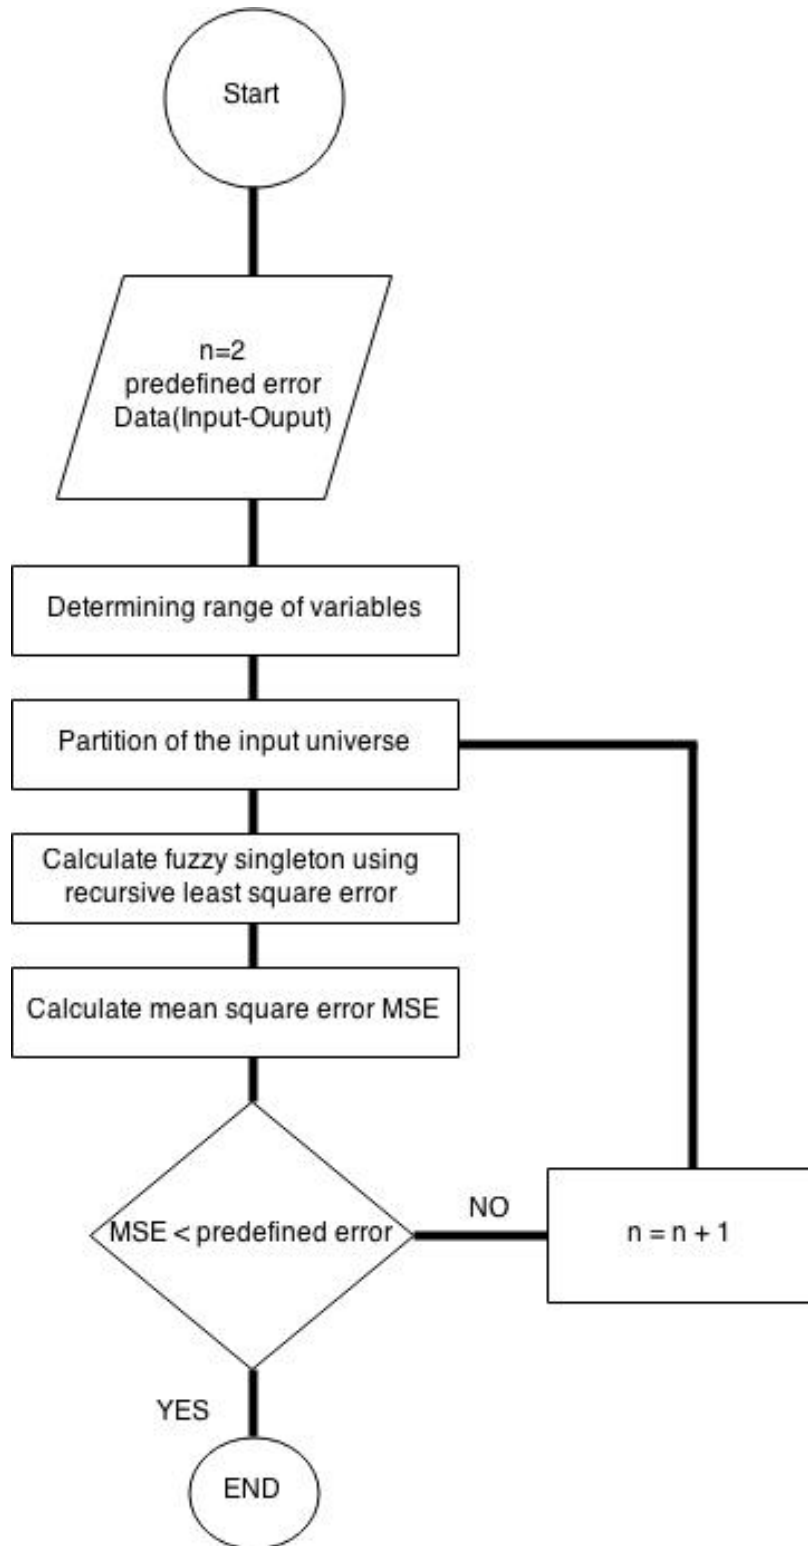 Start
n=2
predefined error
Data(Input-Ouput)
Determining range of variables
Partition of the input universe
Calculate fuzzy singleton using
recursive least square error
Calculate mean square error MSE
MSE < predefined error
NO
n = n + 1
YES
END